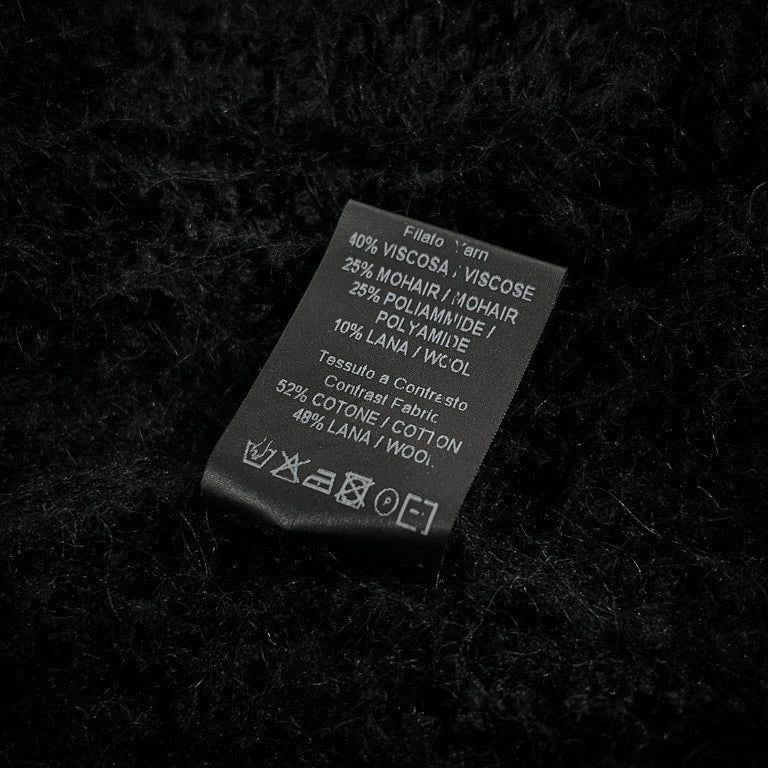 Filato Yarn
40% VISCOSA / VISCOSE
25% MOHAIR / MOHAIR
25% POLIAMMIDE /
POLYAMIDE
10% LANA / WOOL
Tessuto a Contrasto
Contrast Fabric
52% COTONE / COTTON
48% LANA / WOOL
P